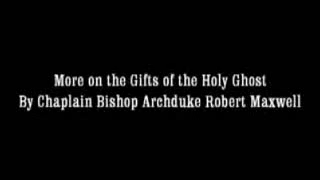 More on the Gifts of the Holy Ghost
By Chaplain Bishop Archduke Robert Maxwell